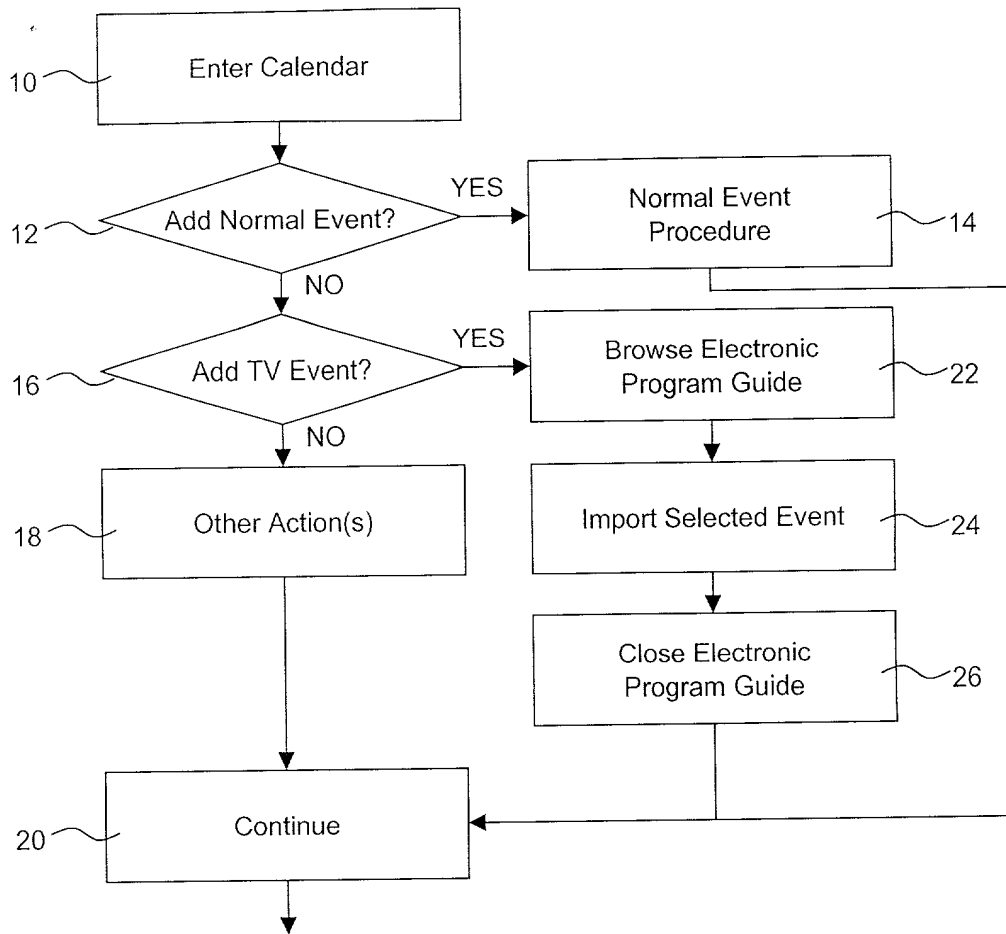 Enter Calendar
10
Add Normal Event?
YES
12
NO
Normal Event
Procedure
14
Add TV Event?
YES
16
NO
Browse Electronic
Program Guide
22
Other Action(s)
18
Import Selected Event
24
Close Electronic
Program Guide
26
Continue
20